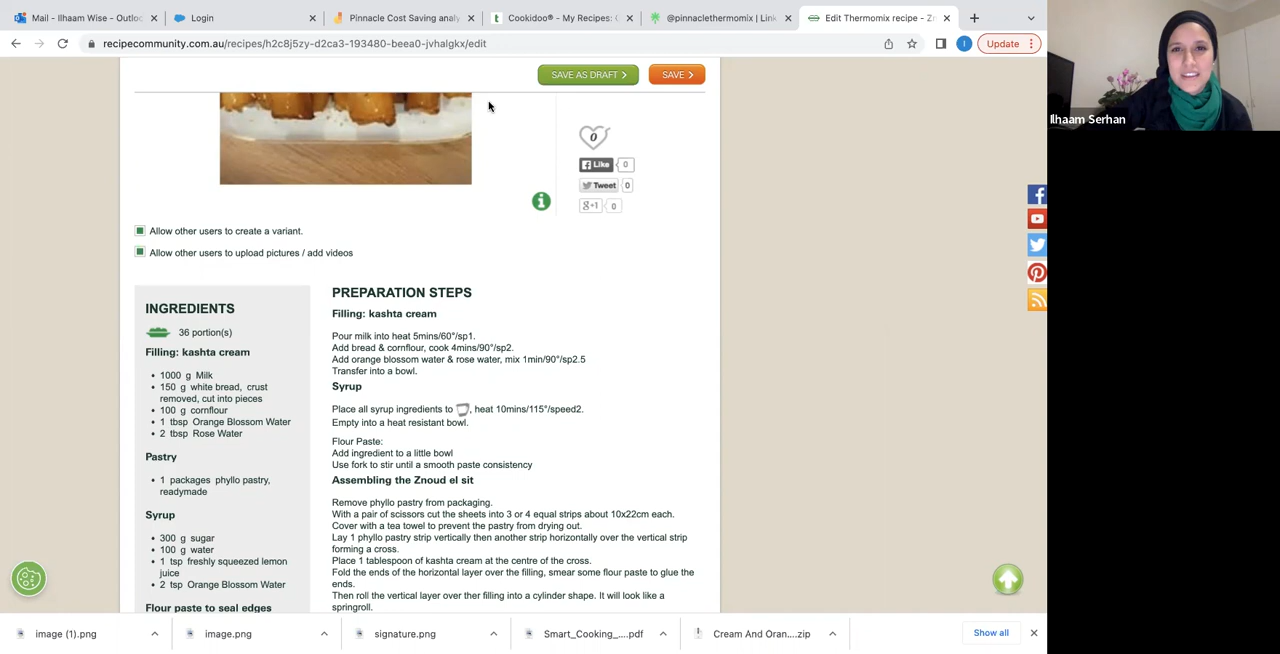 Mail - Ilhaam Wise - Outloo
Login
Pinnacle Cost Saving analy
Cookidoo® - My Recipes: C
@pinnaclethermomix | Link
Edit Thermomix recipe - Zn
recipecommunity.com.au/recipes/h2c8j5zy-d2ca3-193480-beea0-jvhalgkx/edit
I
Update
SAVE AS DRAFT
SAVE
Ilhaam Serhan
0
Like 0
Tweet 0
g+1 0
Allow other users to create a variant.
Allow other users to upload pictures / add videos
INGREDIENTS
36 portion(s)
Filling: kashta cream
1000 g Milk
150 g white bread, crust
removed, cut into pieces
100 g cornflour
1 tbsp Orange Blossom Water
2 tbsp Rose Water
Pastry
1 packages phyllo pastry,
readymade
Syrup
300 g sugar
100 g water
1 tsp freshly squeezed lemon
juice
2 tsp Orange Blossom Water
Flour paste to seal edges
PREPARATION STEPS
Filling: kashta cream
Pour milk into heat 5mins/60°/sp1.
Add bread & cornflour, cook 4mins/90°/sp2.
Add orange blossom water & rose water, mix 1min/90°/sp2.5
Transfer into a bowl.
Syrup
Place all syrup ingredients to , heat 10mins/115°/speed2.
Empty into a heat resistant bowl.
Flour Paste:
Add ingredient to a little bowl
Use fork to stir until a smooth paste consistency
Assembling the Znoud el sit
Remove phyllo pastry from packaging.
With a pair of scissors cut the sheets into 3 or 4 equal strips about 10x22cm each.
Cover with a tea towel to prevent the pastry from drying out.
Lay 1 phyllo pastry strip vertically then another strip horizontally over the vertical strip
forming a cross.
Place 1 tablespoon of kashta cream at the centre of the cross.
Fold the ends of the horizontal layer over the filling, smear some flour paste to glue the
ends.
Then roll the vertical layer over ther filling into a cylinder shape. It will look like a
springroll.
image (1).png
image.png
signature.png
Smart_Cooking_....pdf
Cream And Oran....zip
Show all